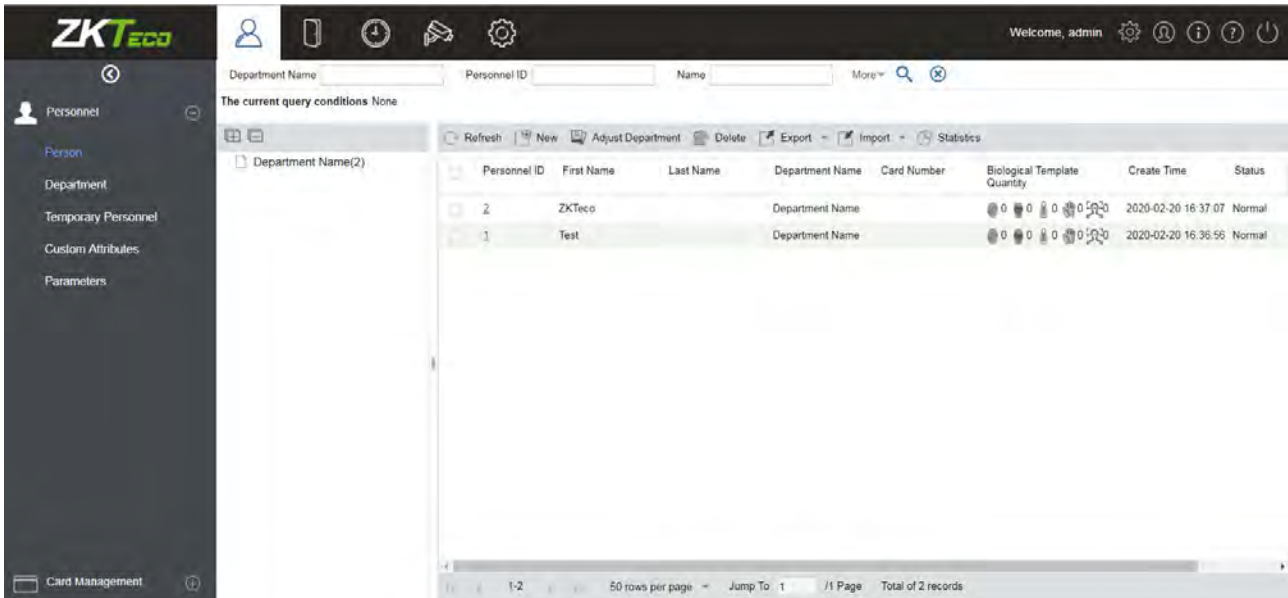 ZKTeco
Welcome, admin
Department Name Personnel ID Name More
The current query conditions None
Personnel
Person
Department
Temporary Personnel
Custom Attributes
Parameters
Card Management
Department Name(2)
Refresh New Adjust Department Delete Export Import Statistics
Personnel ID First Name Last Name Department Name Card Number Biological Template Quantity Create Time Status
2 ZKTeco Department Name 0 0 0 0 0 2020-02-20 16:37:07 Normal
1 Test Department Name 0 0 0 0 0 2020-02-20 16:36:56 Normal
1-2 50 rows per page Jump To 1 /1 Page Total of 2 records